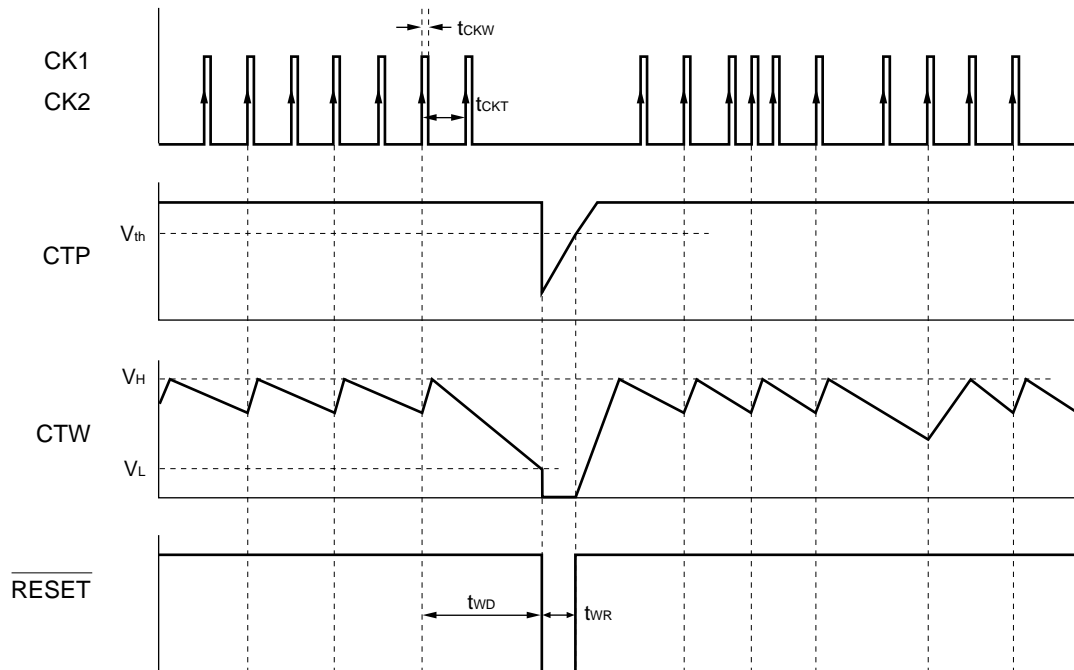 tCKW
CK1
CK2
tCKT
Vth
CTP
VH
CTW
VL
RESET
tWD
tWR